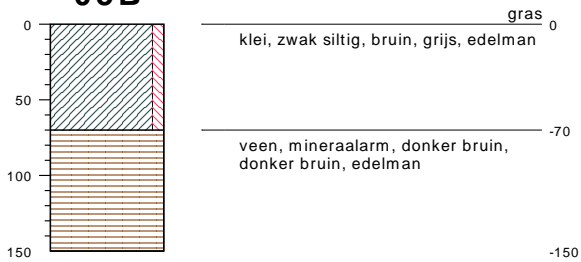 gras
0
0
klei, zwak siltig, bruin, grijs, edelman
50
-70
veen, mineraalarm, donker bruin,
donker bruin, edelman
100
150
-150